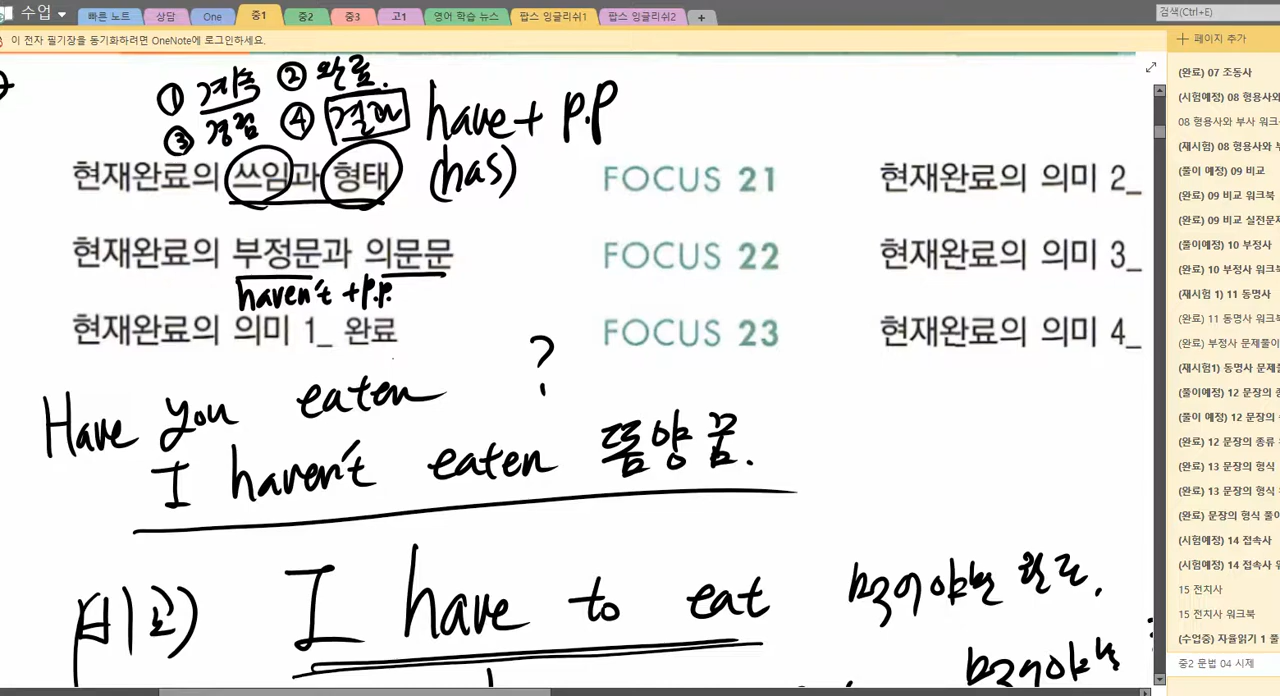 수업
빠른 노트 상담 One 중1 중2 중3 고1 영어 학습 뉴스 팝스 잉글리쉬1 팝스 잉글리쉬2 +
검색(Ctrl+E)
이 전자 필기장을 동기화하려면 OneNote에 로그인하세요.
페이지 추가
① 계속 ② 완료.
③ 경험 ④ 결과 have + p.p
현재완료의 쓰임과 형태 (has) FOCUS 21 현재완료의 의미 2_
현재완료의 부정문과 의문문 FOCUS 22 현재완료의 의미 3_
haven't + p.p.
현재완료의 의미 1_ 완료 FOCUS 23 현재완료의 의미 4_
Have you eaten ?
I haven't eaten 똠양꿈.
비교) I have to eat
(완료) 07 조동사
(시험예정) 08 형용사와
08 형용사와 부사 워크
(재시험) 08 형용사와 부
(풀이 예정) 09 비교
(완료) 09 비교 워크북
(완료) 09 비교 실전문제
(풀이예정) 10 부정사
(완료) 10 부정사 워크북
(재시험 1) 11 동명사
(완료) 11 동명사 워크북
(완료) 부정사 문제풀이
(재시험1) 동명사 문제
(풀이예정) 12 문장의 종
(풀이 예정) 12 문장의
(완료) 12 문장의 종류
(완료) 13 문장의 형식
(완료) 13 문장의 형식
(완료) 문장의 형식 풀이
(시험예정) 14 접속사
(시험예정) 14 접속사 워
15 전치사
15 전치사 워크북
(수업중) 자율읽기 1 풀
중2 문법 04 시제